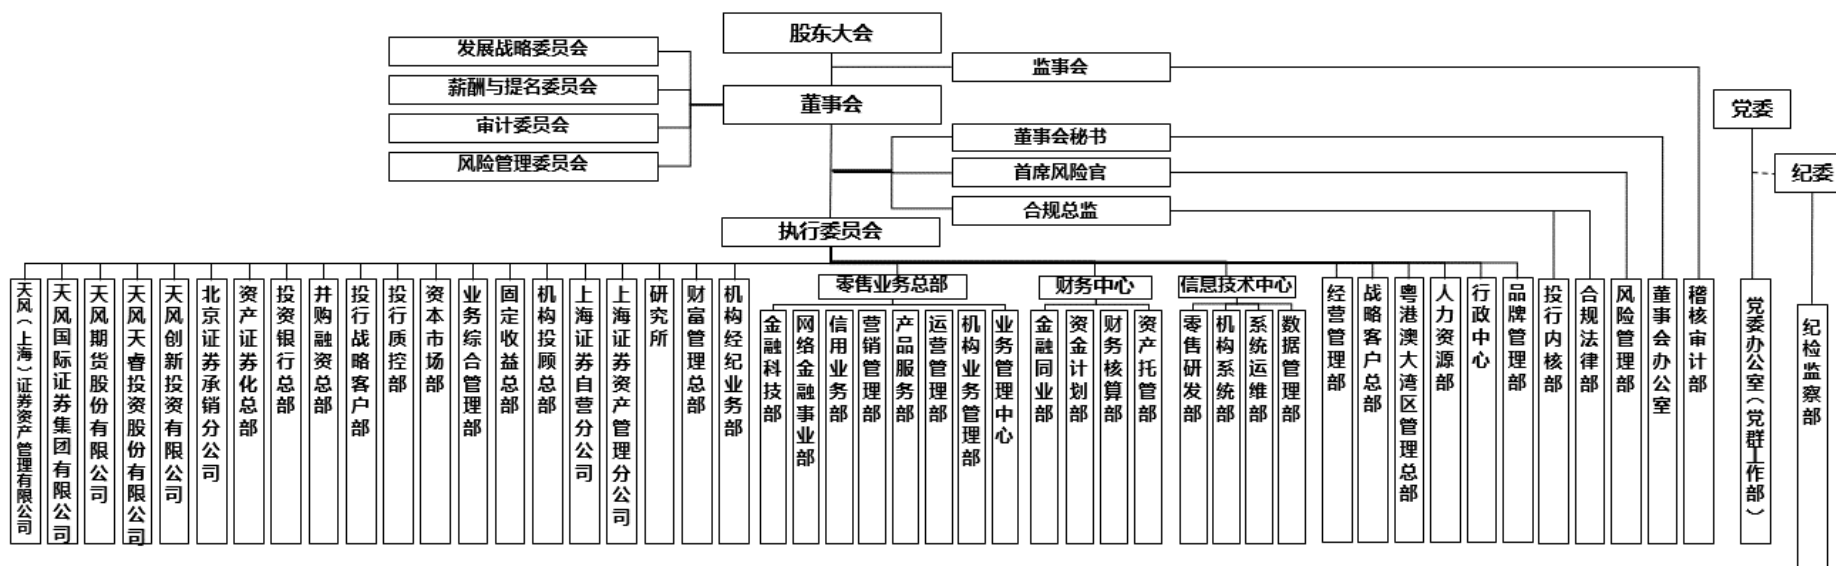 股东大会
发展战略委员会
监事会
薪酬与提名委员会
董事会
党委
审计委员会
董事会秘书
风险管理委员会
首席风险官
纪委
合规总监
执行委员会
零售业务总部
财务中心
信息技术中心
天风（上海）证券资产管理有限公司
天风国际证券集团有限公司
天风期货股份有限公司
天风天睿投资股份有限公司
天风创新投资有限公司
北京证券承销分公司
资产证券化总部
投资银行总部
并购融资总部
投行战略客户部
投行质控部
资本市场部
业务综合管理部
固定收益总部
机构投顾总部
上海证券自营分公司
上海证券资产管理分公司
研究所
财富管理总部
机构经纪业务部
金融科技部
网络金融事业部
信用业务部
营销管理部
产品服务部
运营管理部
机构业务管理部
业务管理中心
金融同业部
资金计划部
财务核算部
资产托管部
零售研发部
机构系统部
系统运维部
数据管理部
经营管理部
战略客户总部
粤港澳大湾区管理总部
人力资源部
行政中心
品牌管理部
投行内核部
合规法律部
风险管理部
董事会办公室
稽核审计部
党委办公室（党群工作部）
纪检监察部